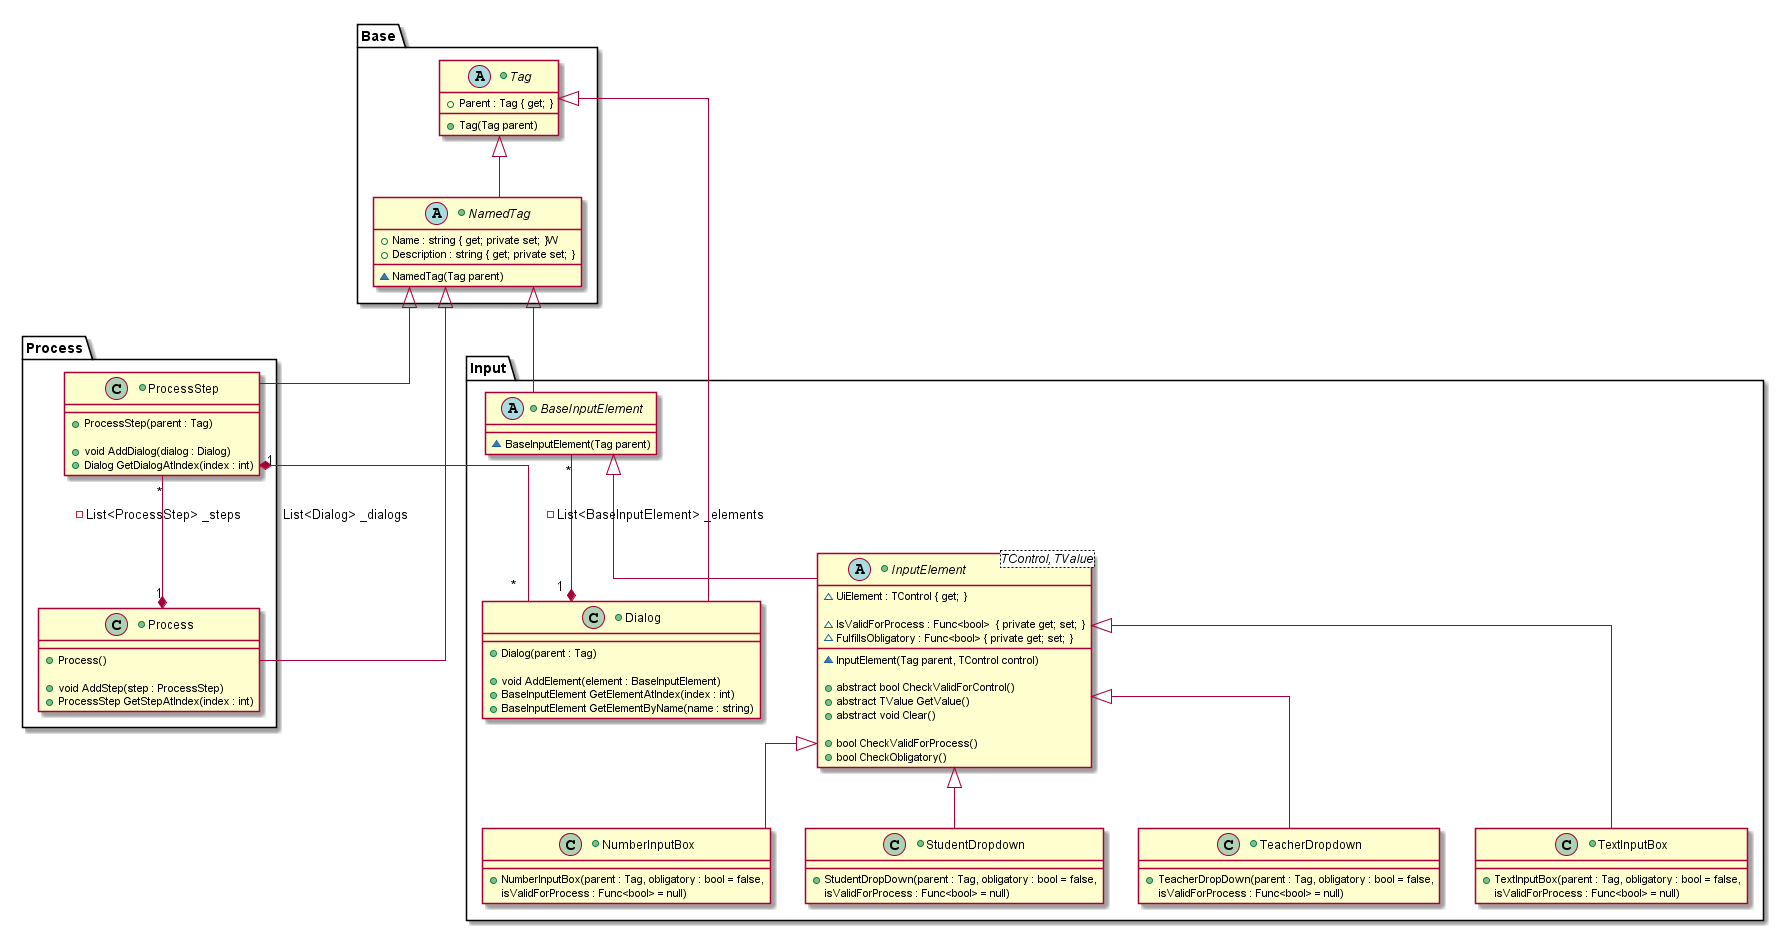 Base
A Tag
Parent : Tag { get; }
Tag(Tag parent)
A NamedTag
Name : string { get; private set; }\/\/
Description : string { get; private set; }
NamedTag(Tag parent)
Process
C ProcessStep
ProcessStep(parent : Tag)
void AddDialog(dialog : Dialog)
Dialog GetDialogAtIndex(index : int)
1
*
List<ProcessStep> _steps
List<Dialog> _dialogs
1
*
C Process
Process()
void AddStep(step : ProcessStep)
ProcessStep GetStepAtIndex(index : int)
Input
A BaseInputElement
BaseInputElement(Tag parent)
*
List<BaseInputElement> _elements
1
C Dialog
Dialog(parent : Tag)
void AddElement(element : BaseInputElement)
BaseInputElement GetElementAtIndex(index : int)
BaseInputElement GetElementByName(name : string)
A InputElement
TControl, TValue
UiElement : TControl { get; }
IsValidForProcess : Func<bool>  { private get; set; }
FulfillsObligatory : Func<bool> { private get; set; }
InputElement(Tag parent, TControl control)
abstract bool CheckValidForControl()
abstract TValue GetValue()
abstract void Clear()
bool CheckValidForProcess()
bool CheckObligatory()
C NumberInputBox
NumberInputBox(parent : Tag, obligatory : bool = false,
isValidForProcess : Func<bool> = null)
C StudentDropdown
StudentDropDown(parent : Tag, obligatory : bool = false,
isValidForProcess : Func<bool> = null)
C TeacherDropdown
TeacherDropDown(parent : Tag, obligatory : bool = false,
isValidForProcess : Func<bool> = null)
C TextInputBox
TextInputBox(parent : Tag, obligatory : bool = false,
isValidForProcess : Func<bool> = null)